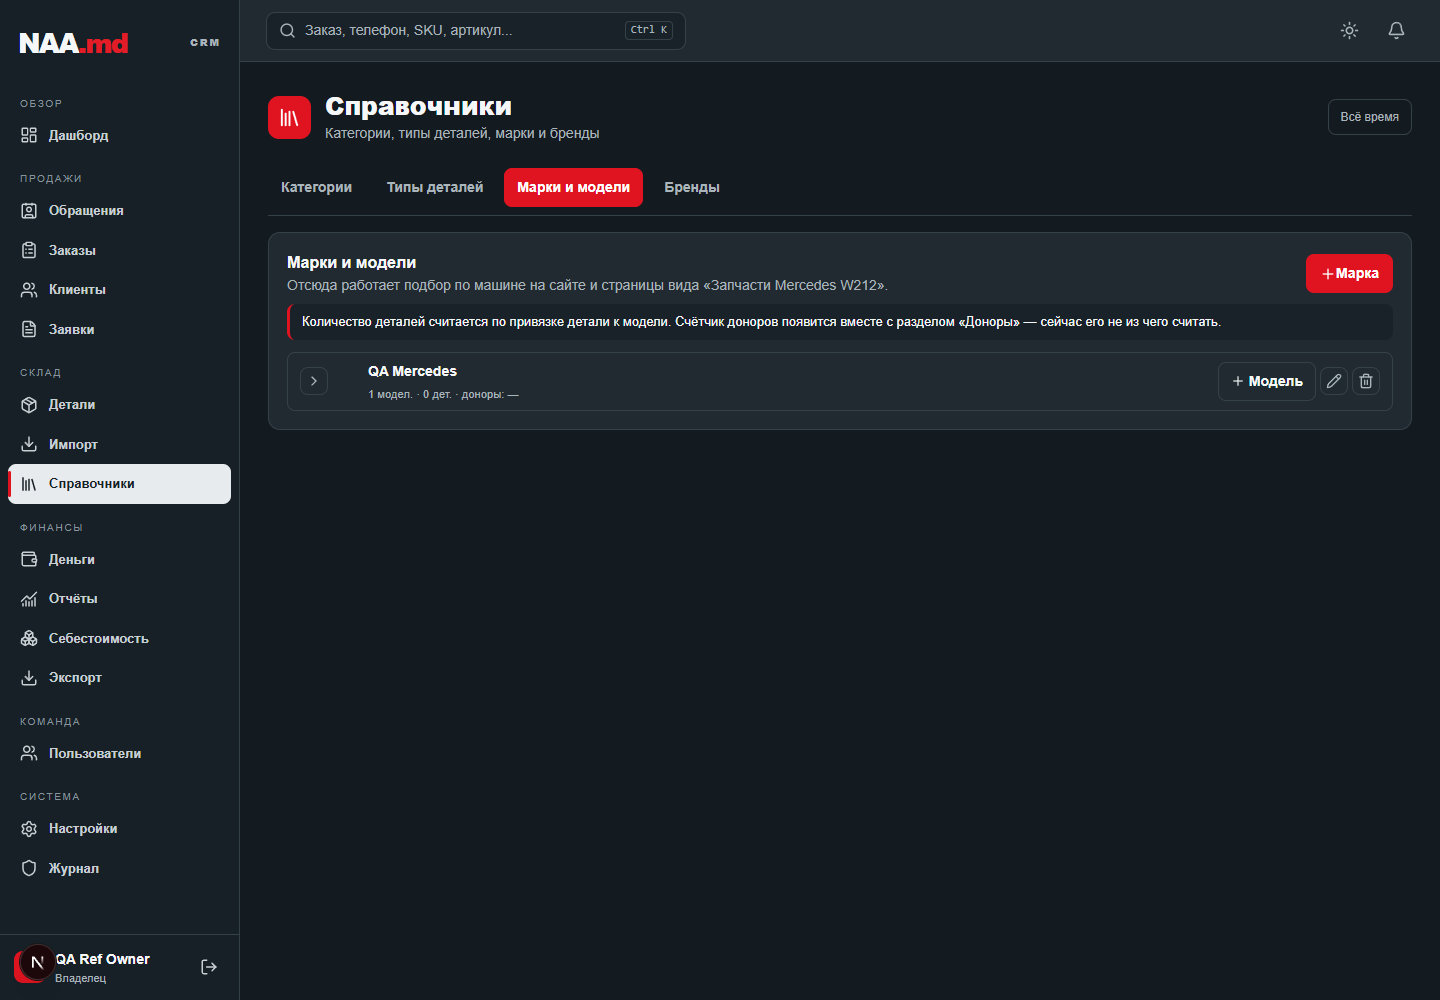 NAA.md
CRM
Заказ, телефон, SKU, артикул...
Ctrl K
ОБЗОР
Дашборд
ПРОДАЖИ
Обращения
Заказы
Клиенты
Заявки
СКЛАД
Детали
Импорт
Справочники
ФИНАНСЫ
Деньги
Отчёты
Себестоимость
Экспорт
КОМАНДА
Пользователи
СИСТЕМА
Настройки
Журнал
N
QA Ref Owner
Владелец
Справочники
Категории, типы деталей, марки и бренды
Всё время
Категории
Типы деталей
Марки и модели
Бренды
Марки и модели
Отсюда работает подбор по машине на сайте и страницы вида «Запчасти Mercedes W212».
+Марка
Количество деталей считается по привязке детали к модели. Счётчик доноров появится вместе с разделом «Доноры» — сейчас его не из чего считать.
QA Mercedes
1 модел. · 0 дет. · доноры: —
+ Модель